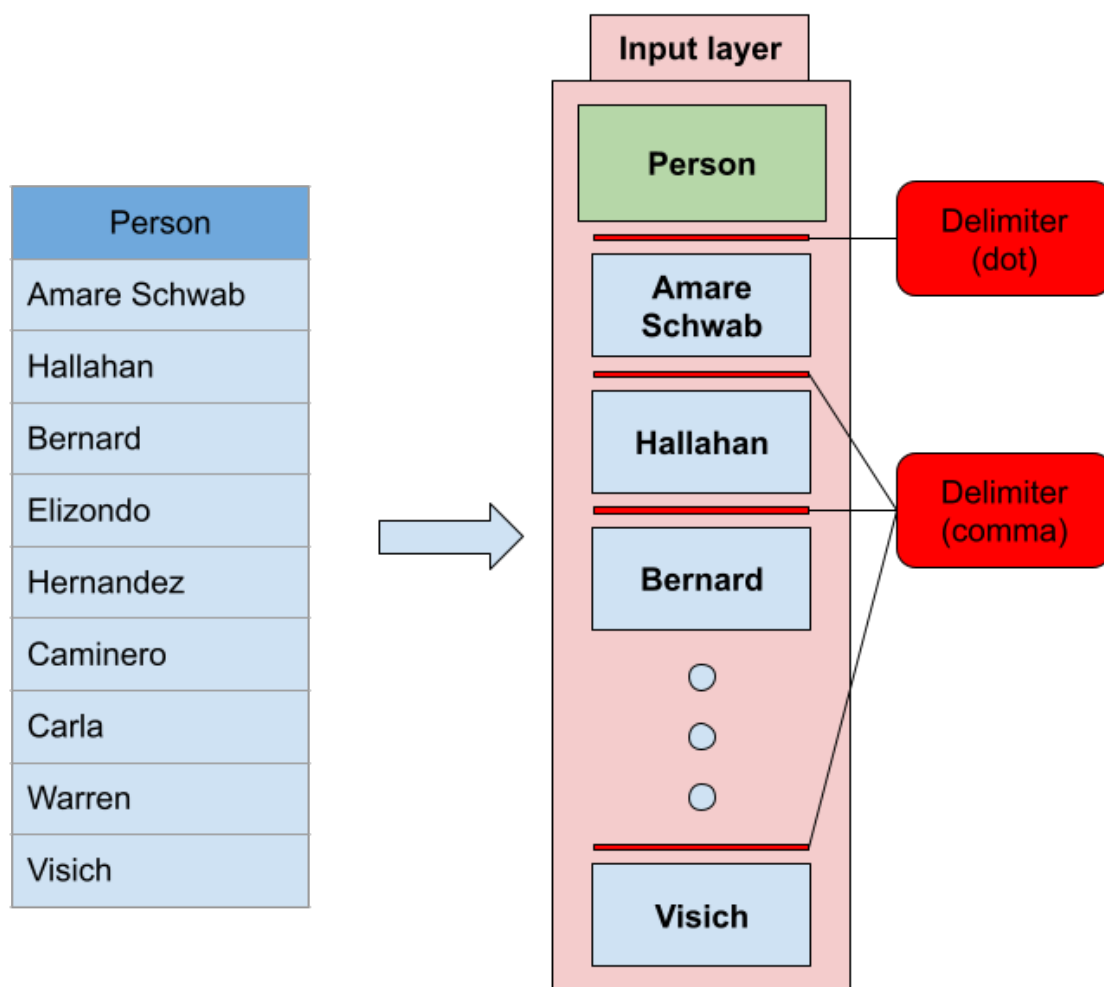 Person
Amare Schwab
Hallahan
Bernard
Elizondo
Hernandez
Caminero
Carla
Warren
Visich
Input layer
Person
Amare
Schwab
Hallahan
Bernard
Visich
Delimiter
(dot)
Delimiter
(comma)